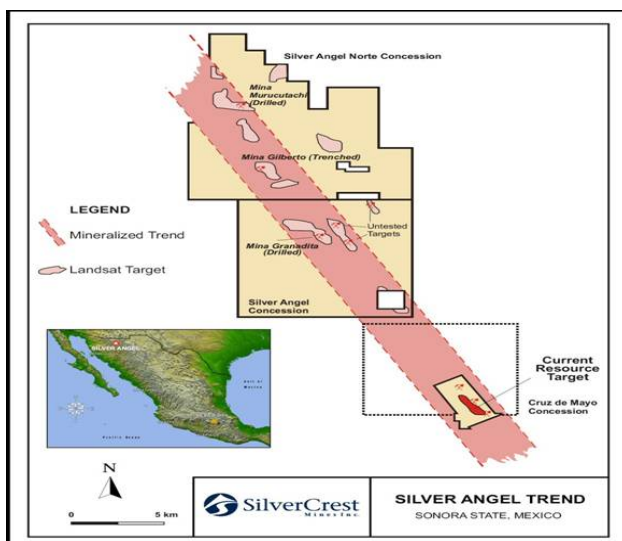 Silver Angel Norte Concession
Mina
Murucutachi
(Drilled)
Mina Gilberto (Trenched)
LEGEND
Mineralized Trend
Landsat Target
Untested
Targets
Mina Granadita
(Drilled)
Silver Angel
Concession
SILVER ANGEL
Gulf of
Mexico
Pacific Ocean
Current
Resource
Target
Cruz de Mayo
Concession
N
0 5 km
SilverCrest
Mines Inc.
SILVER ANGEL TREND
SONORA STATE, MEXICO